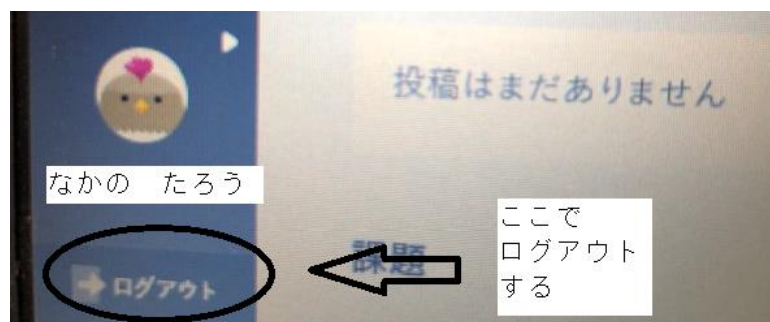 投稿はまだありません
なかの　たろう
ここで
ログアウト
する
課題
ログアウト